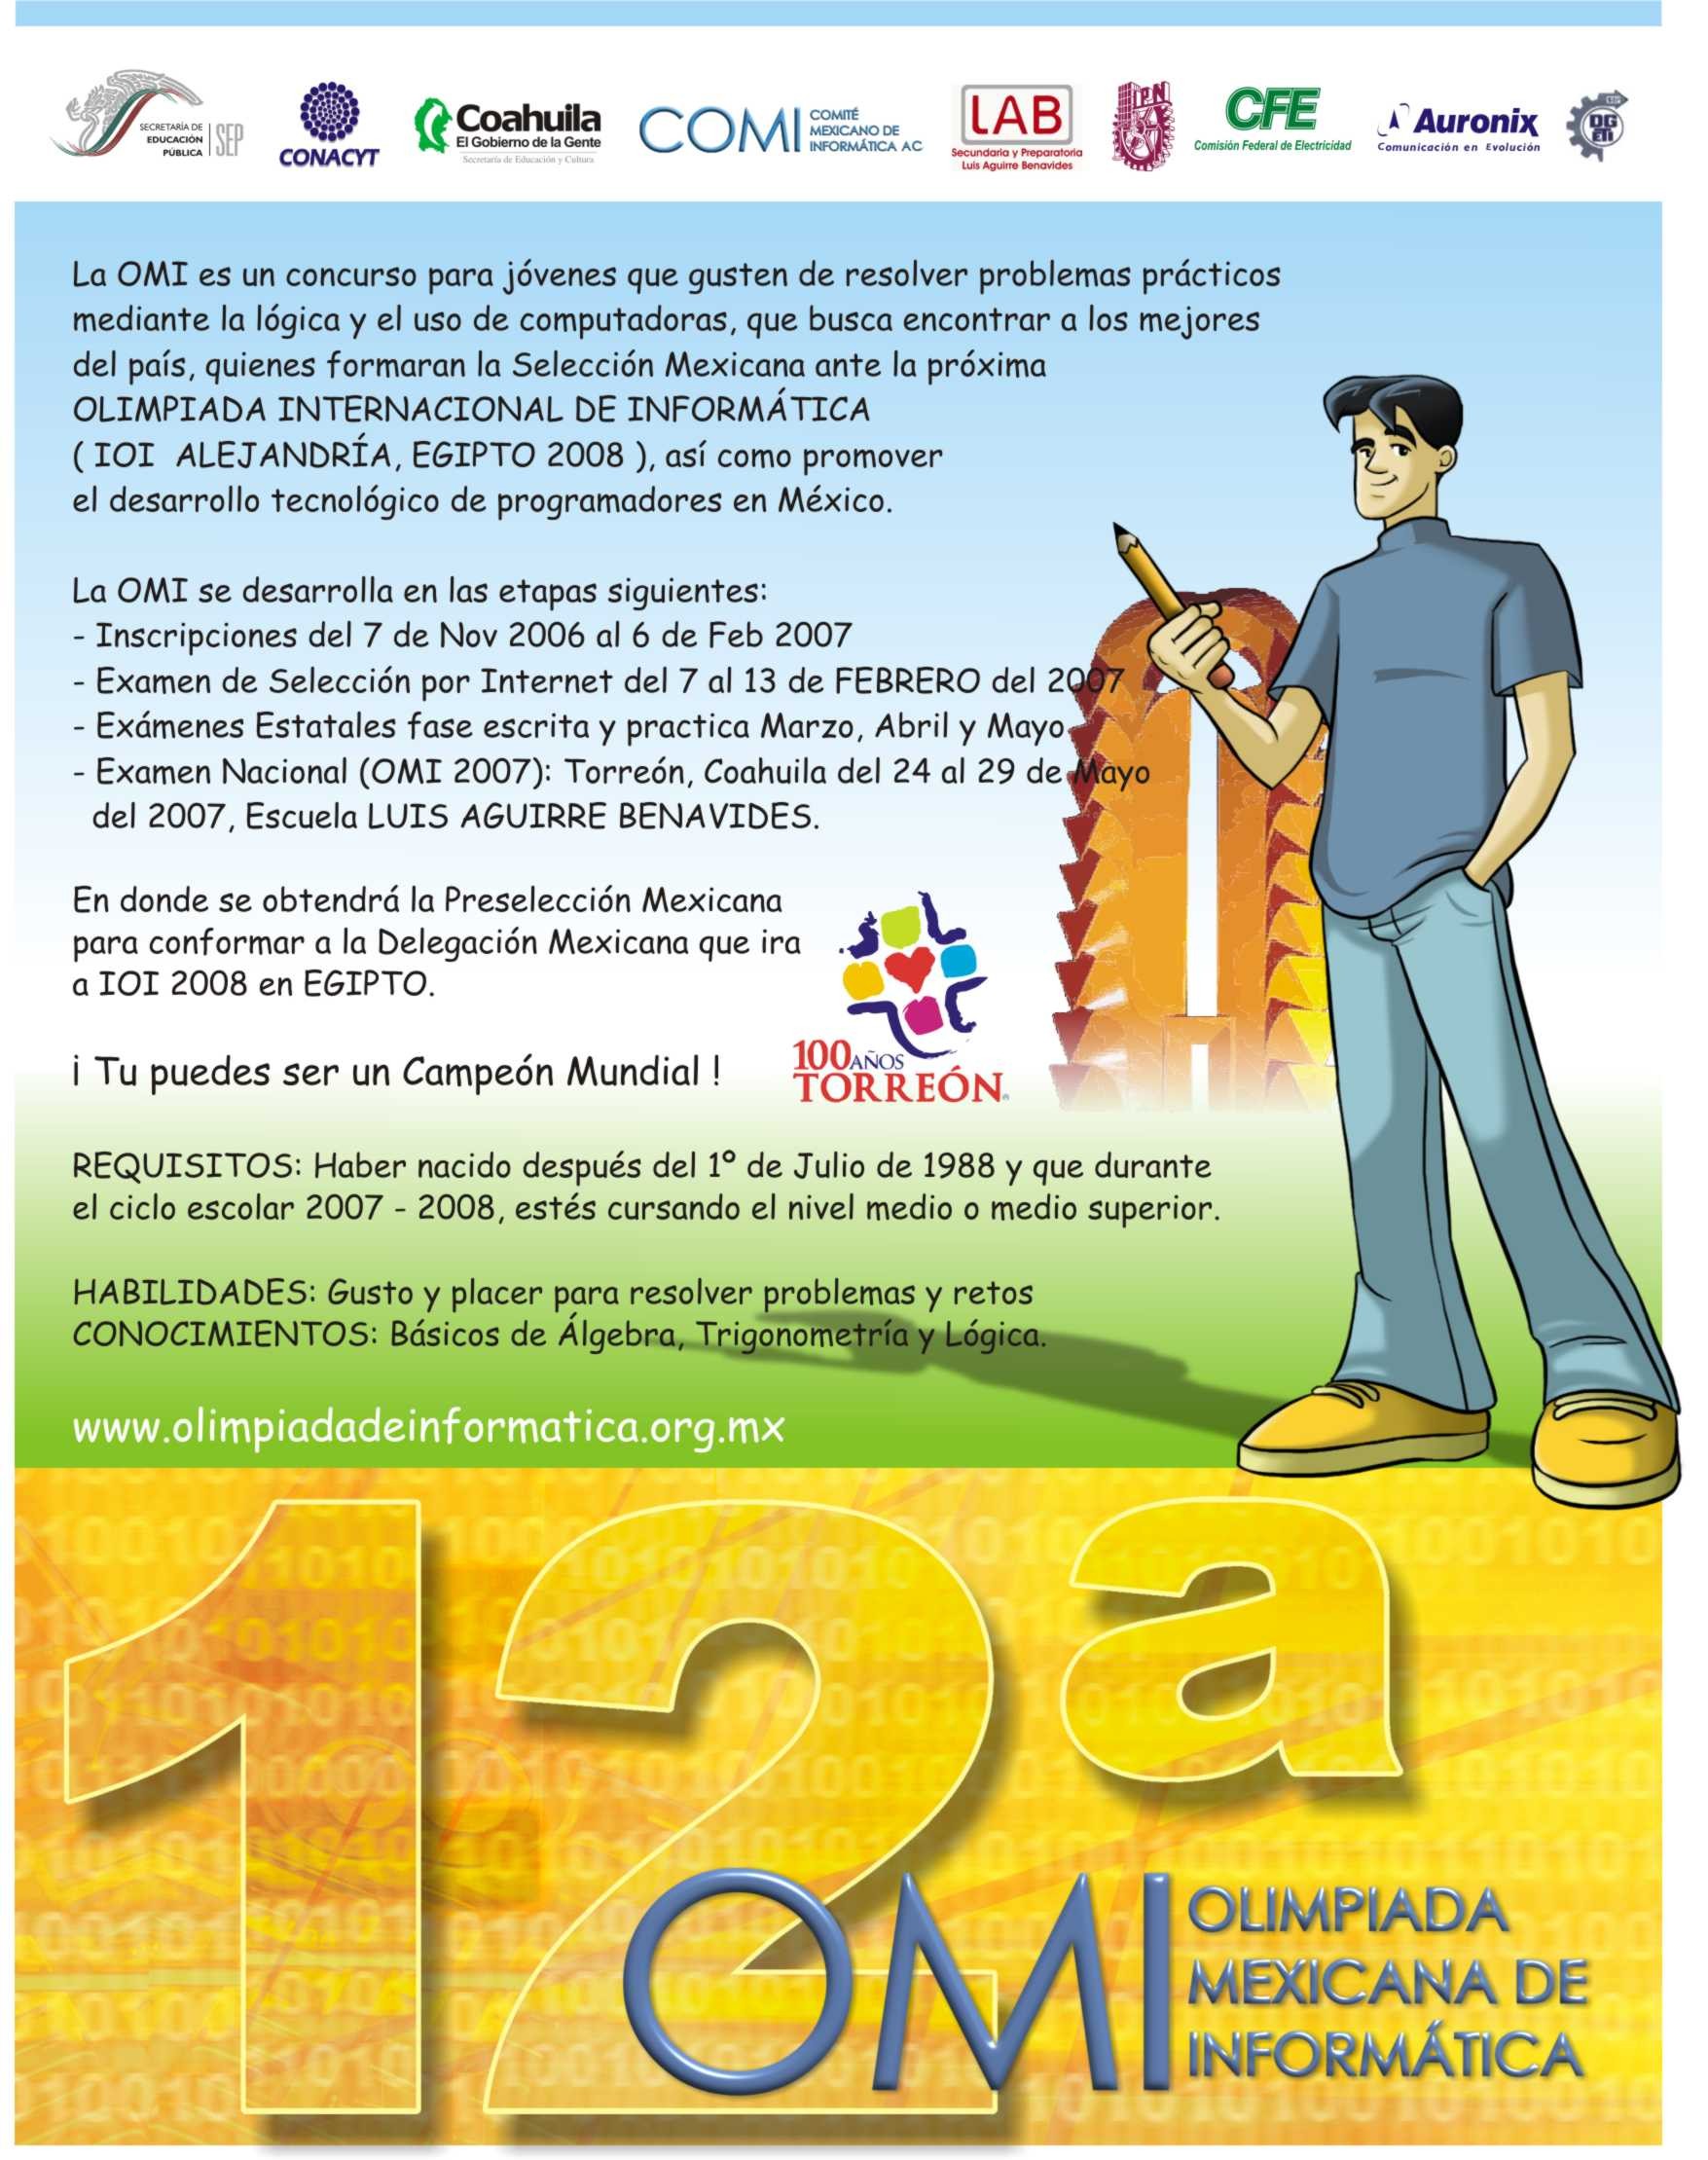 SECRETARÍA DE
EDUCACIÓN
PÚBLICA
SEP
CONACYT
Coahuila
El Gobierno de la Gente
Secretaría de Educación y Cultura
COMI
COMITÉ
MEXICANO DE
INFORMÁTICA AC
LAB
Secundaria y Preparatoria
Luis Aguirre Benavides
IPN
CFE
Comisión Federal de Electricidad
Auronix
Comunicación en Evolución
DG
ETI
La OMI es un concurso para jóvenes que gusten de resolver problemas prácticos
mediante la lógica y el uso de computadoras, que busca encontrar a los mejores
del país, quienes formaran la Selección Mexicana ante la próxima
OLIMPIADA INTERNACIONAL DE INFORMÁTICA
( IOI ALEJANDRÍA, EGIPTO 2008 ), así como promover
el desarrollo tecnológico de programadores en México.
La OMI se desarrolla en las etapas siguientes:
- Inscripciones del 7 de Nov 2006 al 6 de Feb 2007
- Examen de Selección por Internet del 7 al 13 de FEBRERO del 2007
- Exámenes Estatales fase escrita y practica Marzo, Abril y Mayo
- Examen Nacional (OMI 2007): Torreón, Coahuila del 24 al 29 de Mayo
del 2007, Escuela LUIS AGUIRRE BENAVIDES.
En donde se obtendrá la Preselección Mexicana
para conformar a la Delegación Mexicana que ira
a IOI 2008 en EGIPTO.
¡ Tu puedes ser un Campeón Mundial !
100 AÑOS
TORREÓN
REQUISITOS: Haber nacido después del 1º de Julio de 1988 y que durante
el ciclo escolar 2007 - 2008, estés cursando el nivel medio o medio superior.
HABILIDADES: Gusto y placer para resolver problemas y retos
CONOCIMIENTOS: Básicos de Álgebra, Trigonometría y Lógica.
www.olimpiadadeinformatica.org.mx
12a
OMI
OLIMPIADA
MEXICANA DE
INFORMÁTICA